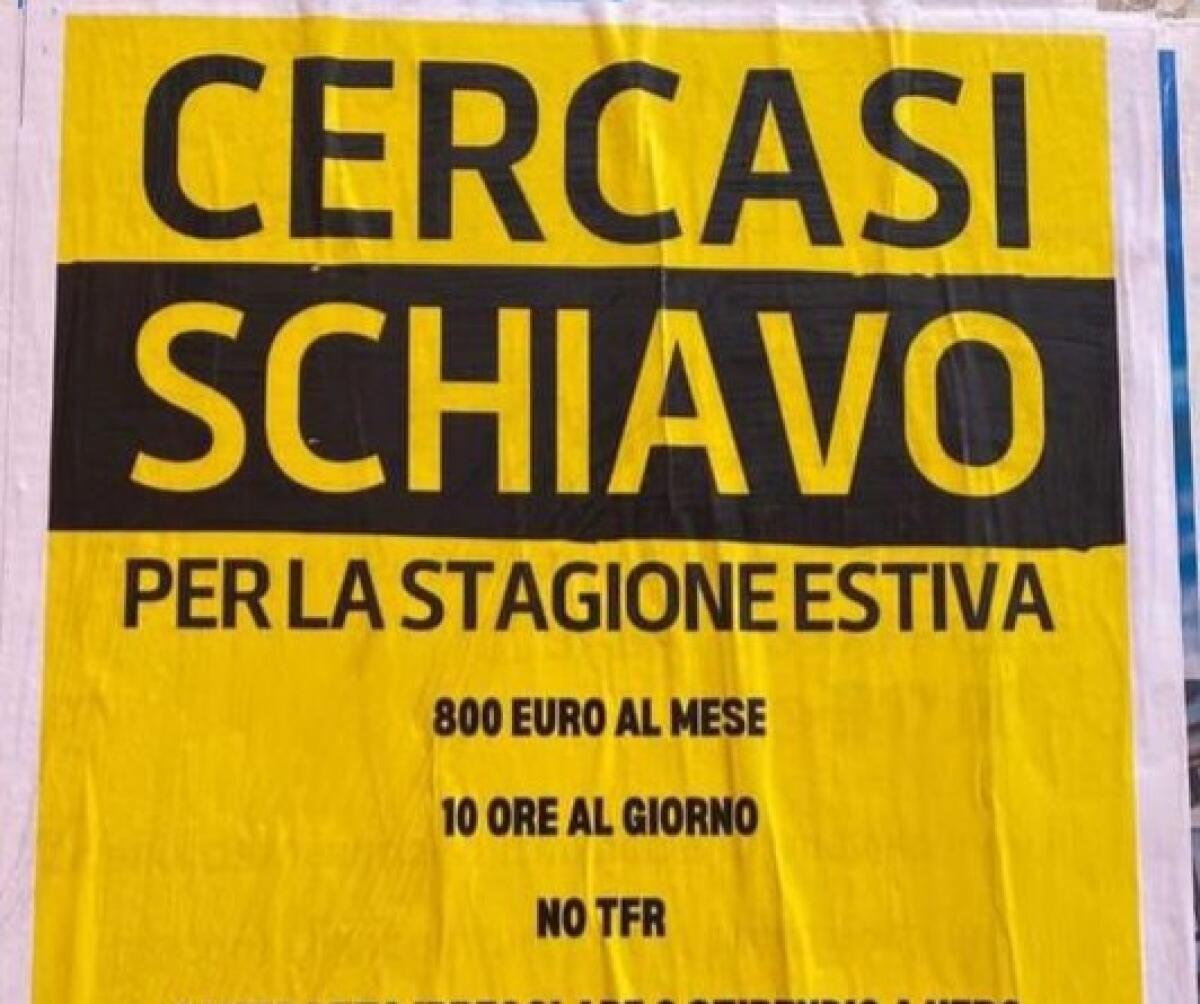 CERCASI
SCHIAVO
PER LA STAGIONE ESTIVA
800 EURO AL MESE
10 ORE AL GIORNO
NO TFR